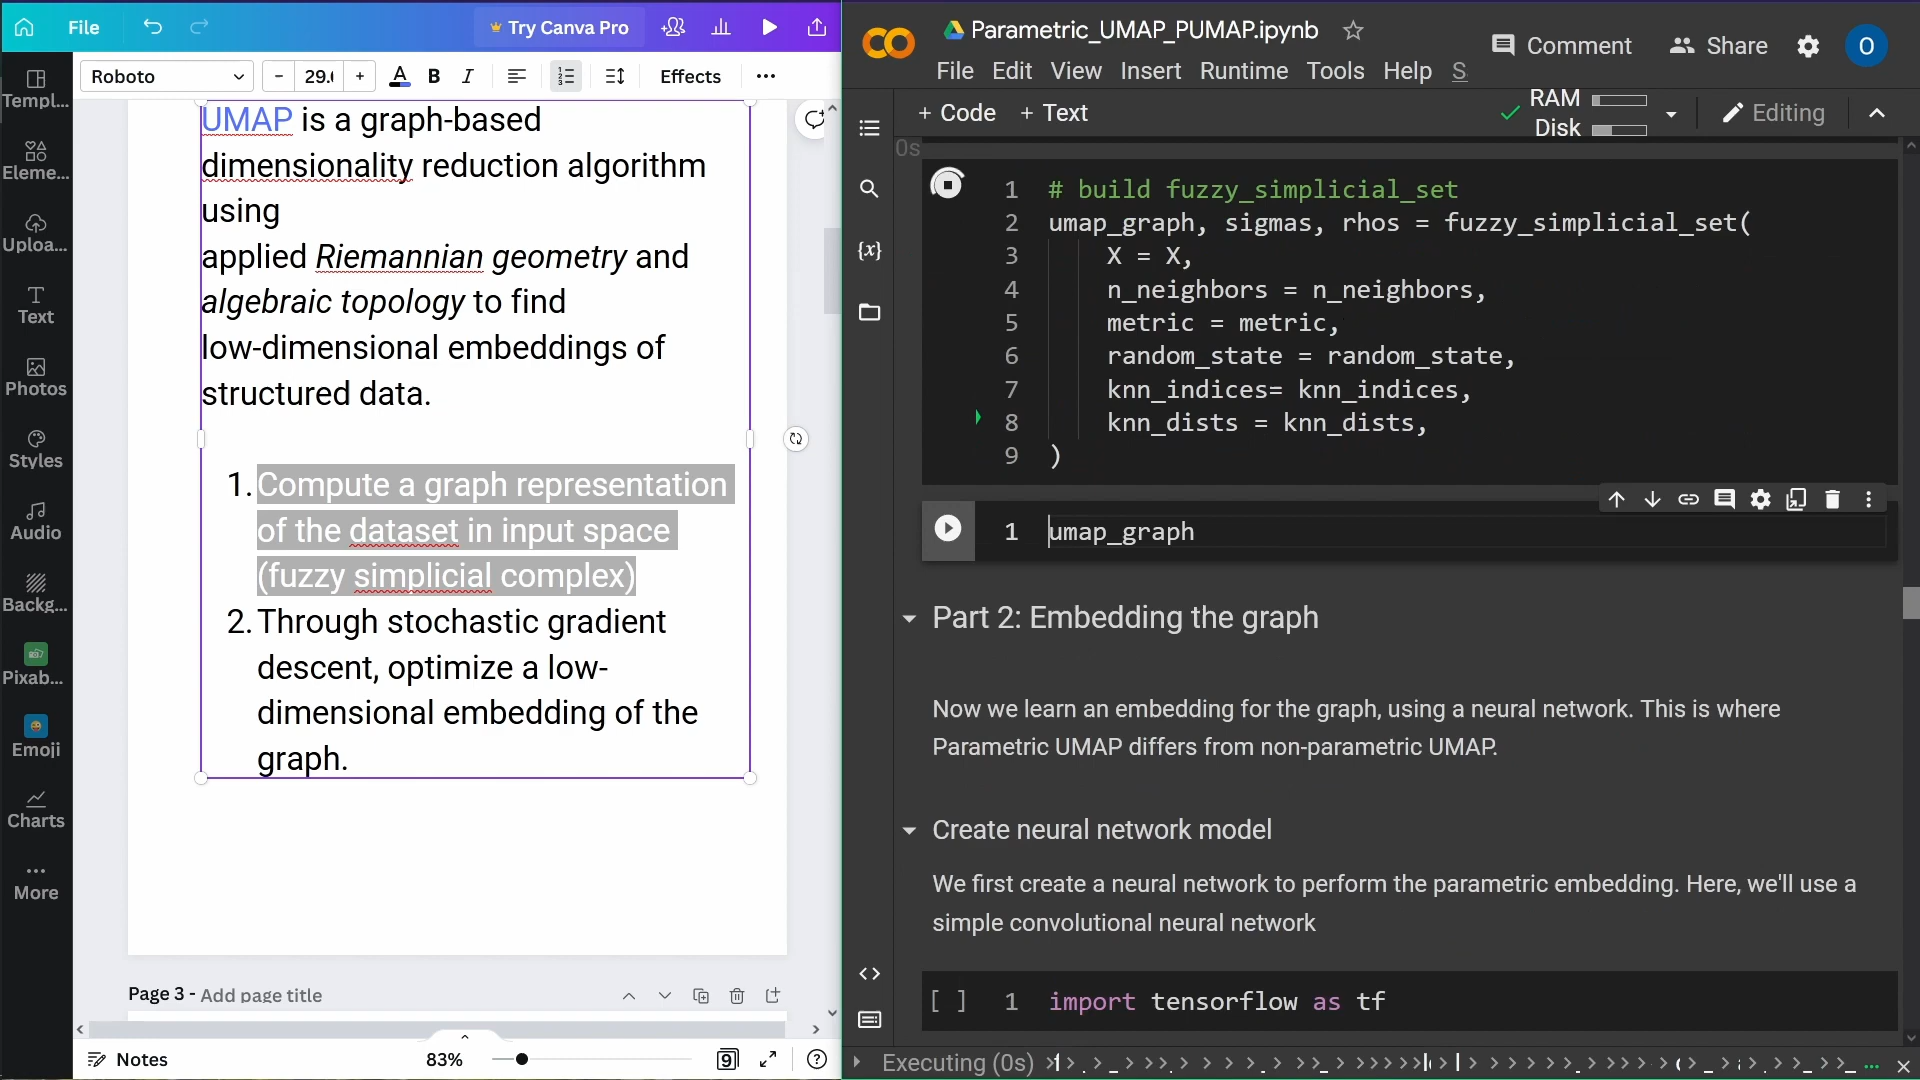 File
Try Canva Pro
Roboto
- 29.( +
A B I
Effects
Templ...
Eleme...
Uploa...
Text
Photos
Styles
Audio
Backg...
Pixab...
Emoji
Charts
More
UMAP is a graph-based
dimensionality reduction algorithm
using
applied Riemannian geometry and
algebraic topology to find
low-dimensional embeddings of
structured data.
1. Compute a graph representation
of the dataset in input space
(fuzzy simplicial complex)
2. Through stochastic gradient
descent, optimize a low-
dimensional embedding of the
graph.
Page 3 - Add page title
Notes
83%
9
Parametric_UMAP_PUMAP.ipynb
File Edit View Insert Runtime Tools Help S
Comment
Share
O
+ Code + Text
RAM
Disk
Editing
0s
1 # build fuzzy_simplicial_set
2 umap_graph, sigmas, rhos = fuzzy_simplicial_set(
3 X = X,
4 n_neighbors = n_neighbors,
5 metric = metric,
6 random_state = random_state,
7 knn_indices= knn_indices,
8 knn_dists = knn_dists,
9 )
1 umap_graph
Part 2: Embedding the graph
Now we learn an embedding for the graph, using a neural network. This is where
Parametric UMAP differs from non-parametric UMAP.
Create neural network model
We first create a neural network to perform the parametric embedding. Here, we'll use a
simple convolutional neural network
[ ] 1 import tensorflow as tf
Executing (0s)